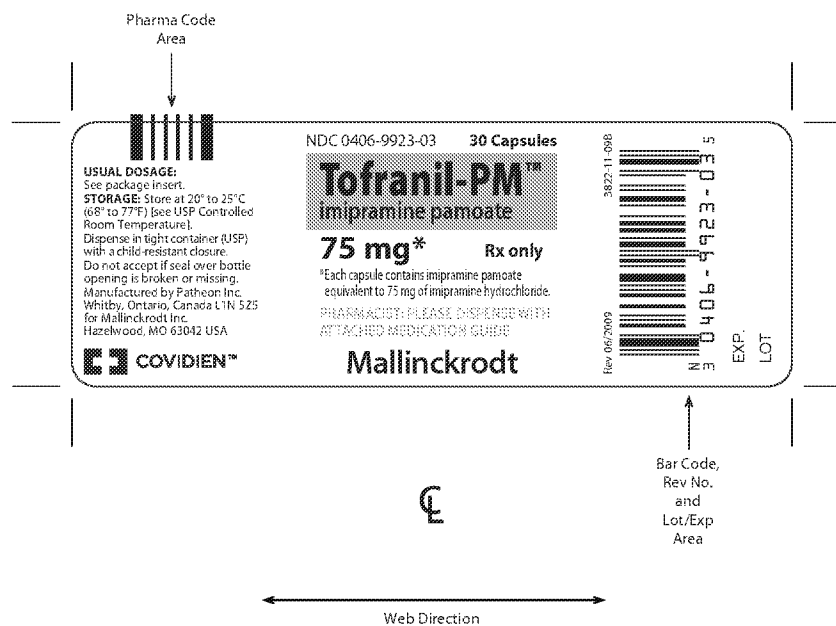 Pharma Code
Area
USUAL DOSAGE:
See package insert.
STORAGE: Store at 20° to 25°C
(68° to 77°F) [see USP Controlled
Room Temperature].
Dispense in tight container (USP)
with a child-resistant closure.
Do not accept if seal over bottle
opening is broken or missing.
Manufactured by Patheon Inc.
Whitby, Ontario, Canada L1N 5Z5
for Mallinckrodt Inc.
Hazelwood, MO 63042 USA
COVIDIEN™
NDC 0406-9923-03 30 Capsules
Tofranil-PM™
imipramine pamoate
75 mg* Rx only
*Each capsule contains imipramine pamoate
equivalent to 75 mg of imipramine hydrochloride.
PHARMACIST: PLEASE DISPENSE WITH
ATTACHED MEDICATION GUIDE
Mallinckrodt
Rev 06/2009 3822-11-09B
N
3 0406-9923-03 5
EXP.
LOT
Bar Code,
Rev No.
and
Lot/Exp
Area
CL
Web Direction